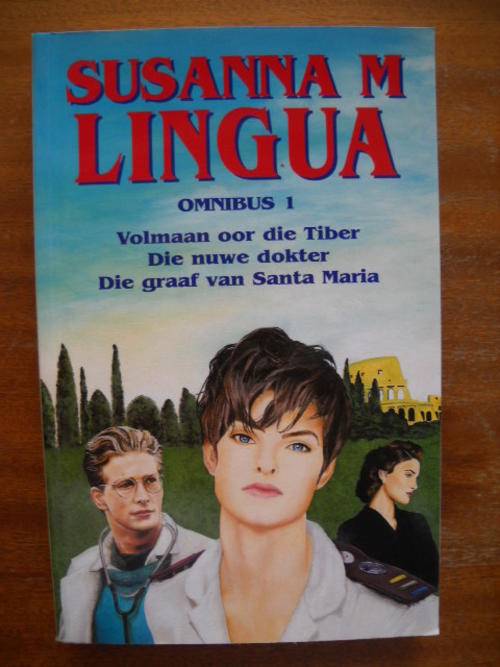 SUSANNA M
LINGUA
OMNIBUS 1
Volmaan oor die Tiber
Die nuwe dokter
Die graaf van Santa Maria